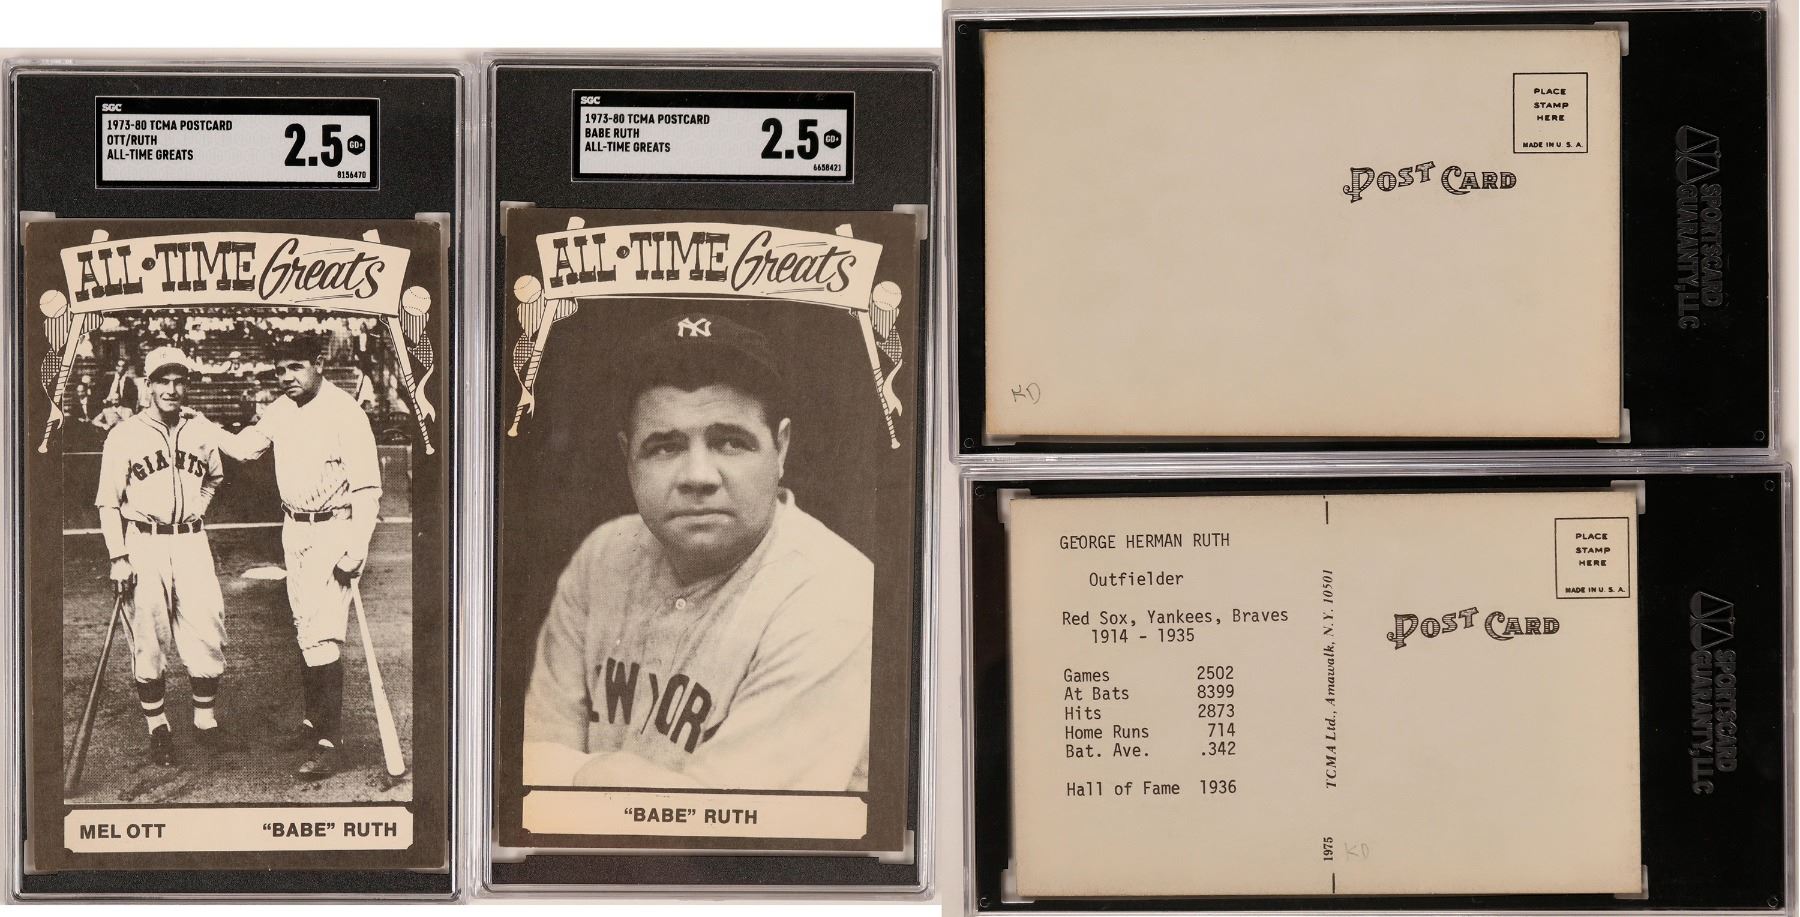 SGC
1973-80 TCMA POSTCARD
OTT/RUTH
ALL-TIME GREATS
2.5 GD+
8156470
ALL·TIME Greats
GIANTS
MEL OTT "BABE" RUTH
SGC
1973-80 TCMA POSTCARD
BABE RUTH
ALL-TIME GREATS
2.5 GD+
6658421
ALL·TIME Greats
NY
EW YOR
"BABE" RUTH
PLACE
STAMP
HERE
MADE IN U. S. A.
POST CARD
KD
SPORTSCARD
GUARANTY, LLC
GEORGE HERMAN RUTH
Outfielder
Red Sox, Yankees, Braves
1914 - 1935
Games 2502
At Bats 8399
Hits 2873
Home Runs 714
Bat. Ave. .342
Hall of Fame 1936
1975 TCMA Ltd., Amawalk, N.Y. 10501
KD
PLACE
STAMP
HERE
MADE IN U. S. A.
POST CARD
SPORTSCARD
GUARANTY, LLC